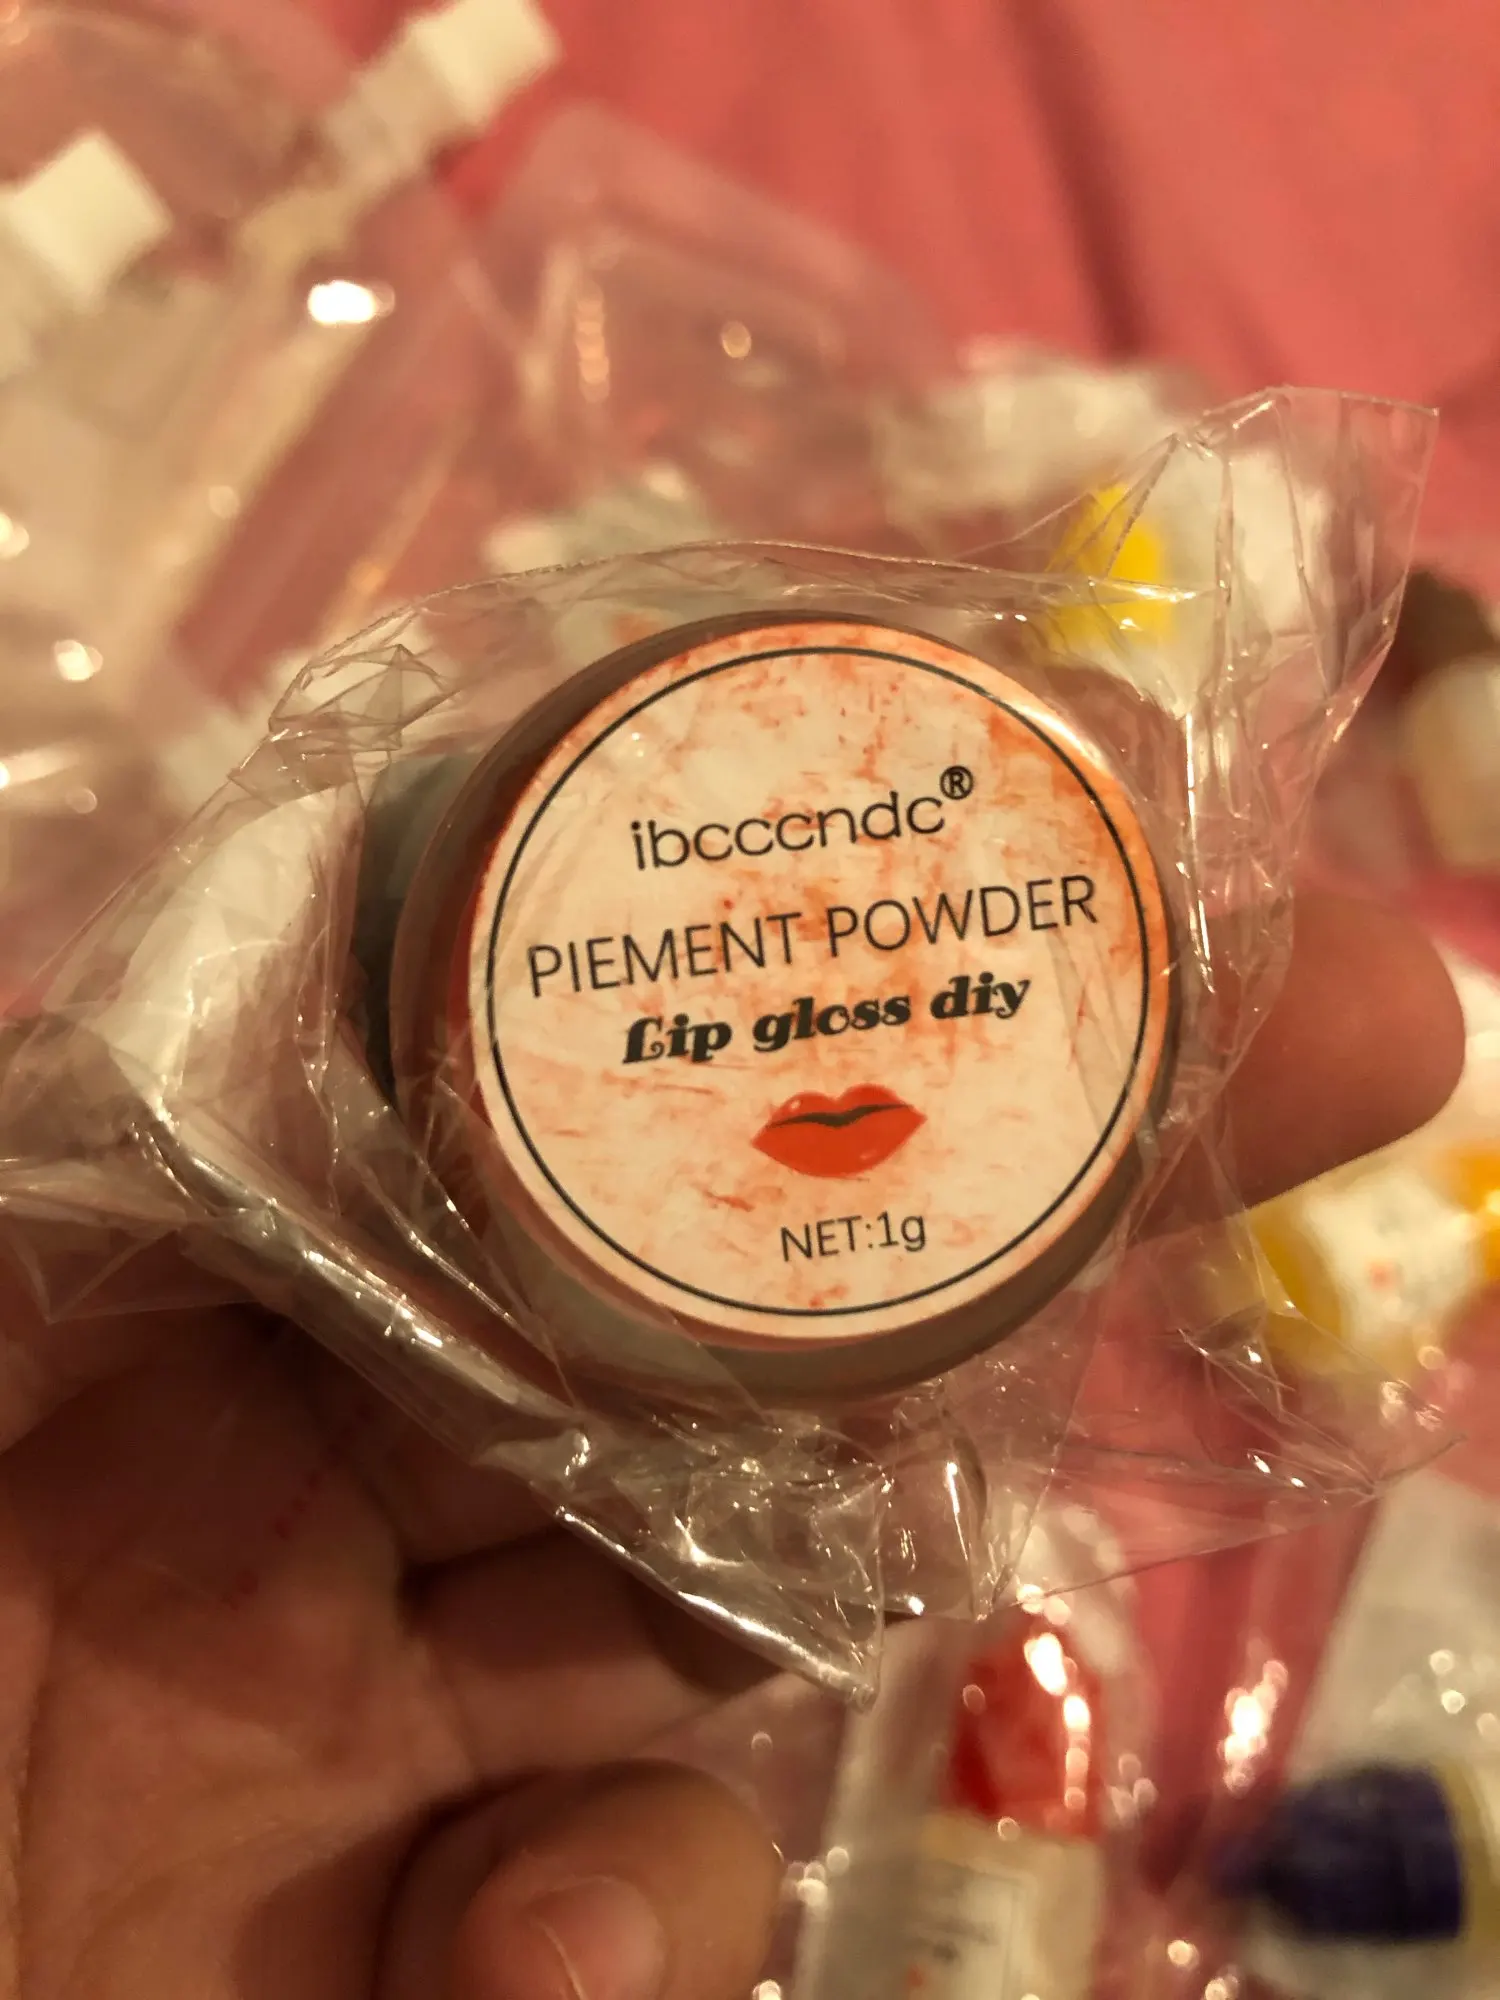 ibcccndc®
PIEMENT POWDER
Lip gloss diy
NET:1g